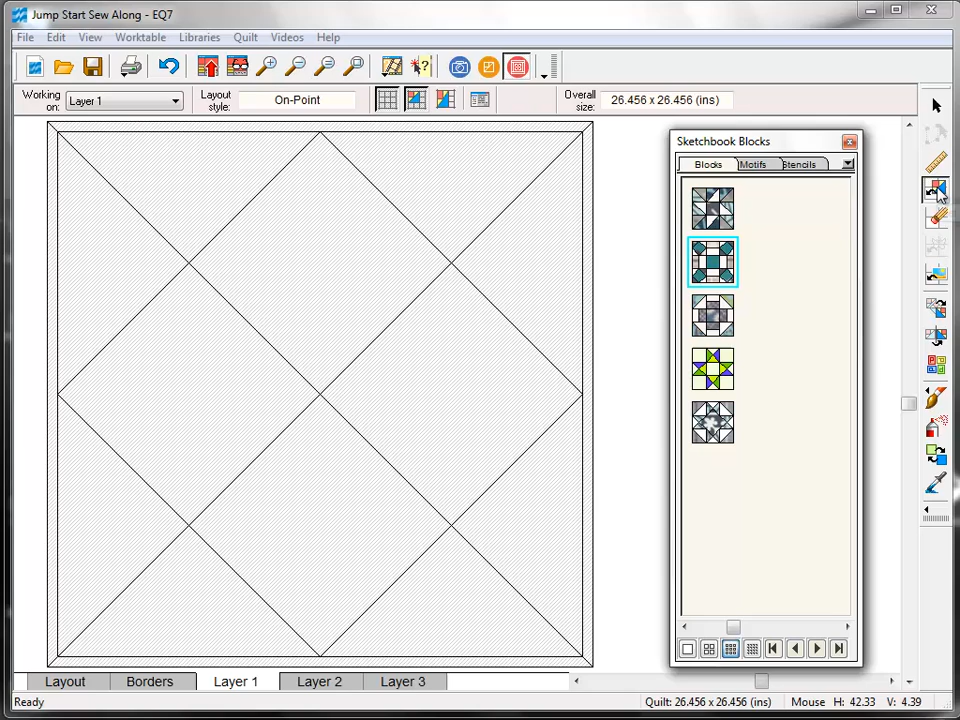 Jump Start Sew Along - EQ7
File Edit View Worktable Libraries Quilt Videos Help
Working on: Layer 1 Layout style: On-Point Overall size: 26.456 x 26.456 (ins)
Sketchbook Blocks
Blocks Motifs Stencils
Layout Borders Layer 1 Layer 2 Layer 3
Ready Quilt: 26.456 x 26.456 (ins) Mouse H: 42.33 V: 4.39